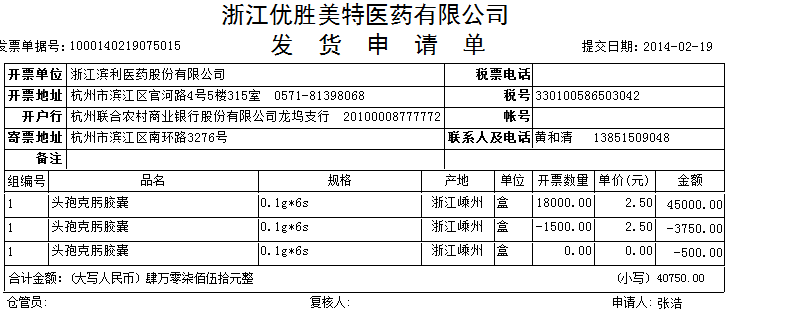 浙江优胜美特医药有限公司
发 货 申 请 单
发票单据号: 1000140219075015 提交日期: 2014-02-19
开票单位 浙江滨利医药股份有限公司 税票电话
开票地址 杭州市滨江区官河路4号5楼315室 0571-81398068 税号 330100586503042
开户行 杭州联合农村商业银行股份有限公司龙坞支行 20100008777772 帐号
寄票地址 杭州市滨江区南环路3276号 联系人及电话 黄和清 13851509048
备注
组编号 品名 规格 产地 单位 开票数量 单价(元) 金额
1 头孢克肟胶囊 0.1g*6s 浙江嵊州 盒 18000.00 2.50 45000.00
1 头孢克肟胶囊 0.1g*6s 浙江嵊州 盒 -1500.00 2.50 -3750.00
1 头孢克肟胶囊 0.1g*6s 浙江嵊州 盒 0.00 0.00 -500.00
合计金额: (大写人民币) 肆万零柒佰伍拾元整 (小写) 40750.00
仓管员: 复核人: 申请人: 张浩